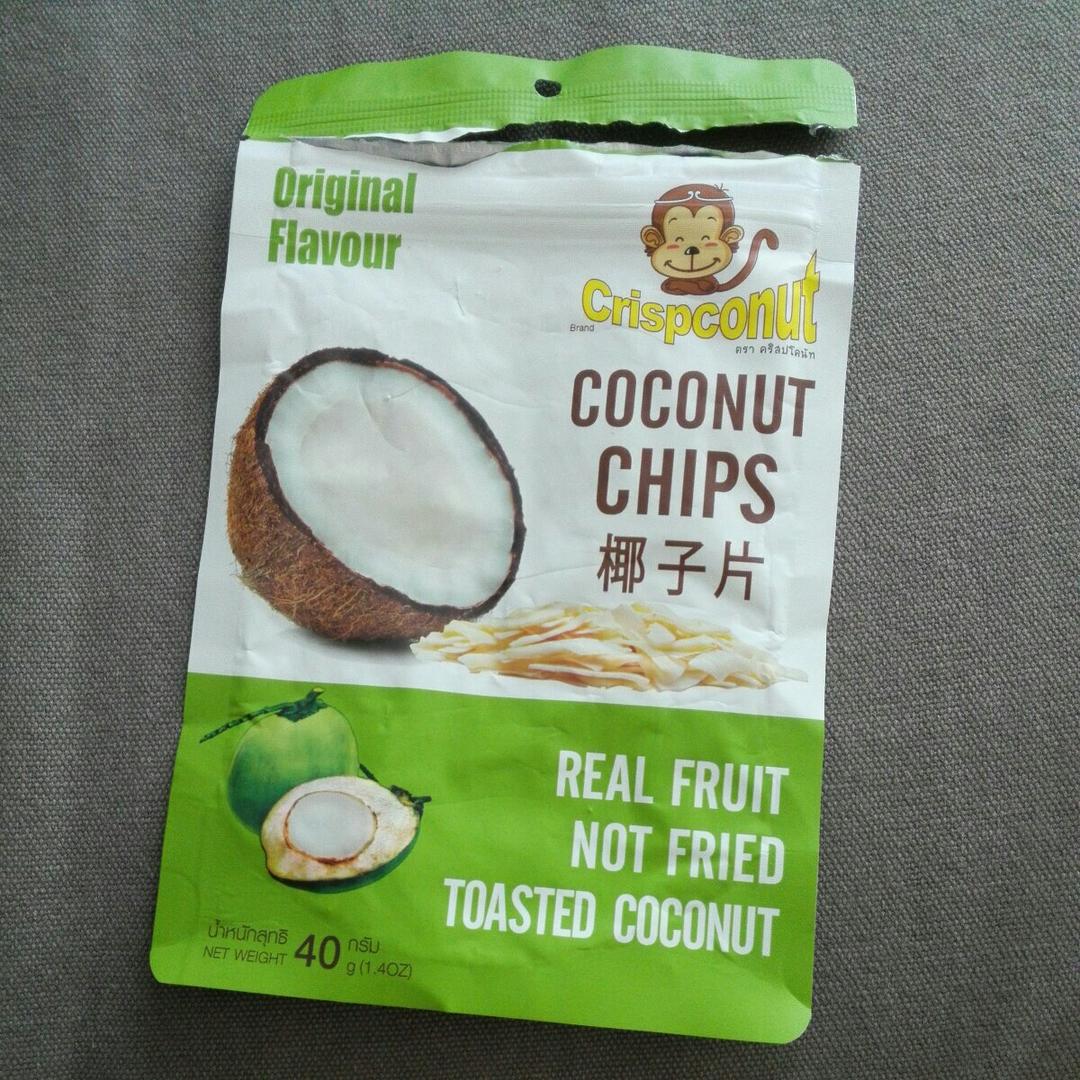 Original
Flavour
Crispconut
Brand
ตรา คริสปโคนัท
COCONUT
CHIPS
椰子片
REAL FRUIT
NOT FRIED
TOASTED COCONUT
น้ำหนักสุทธิ 40 กรัม
NET WEIGHT g (1.4OZ)